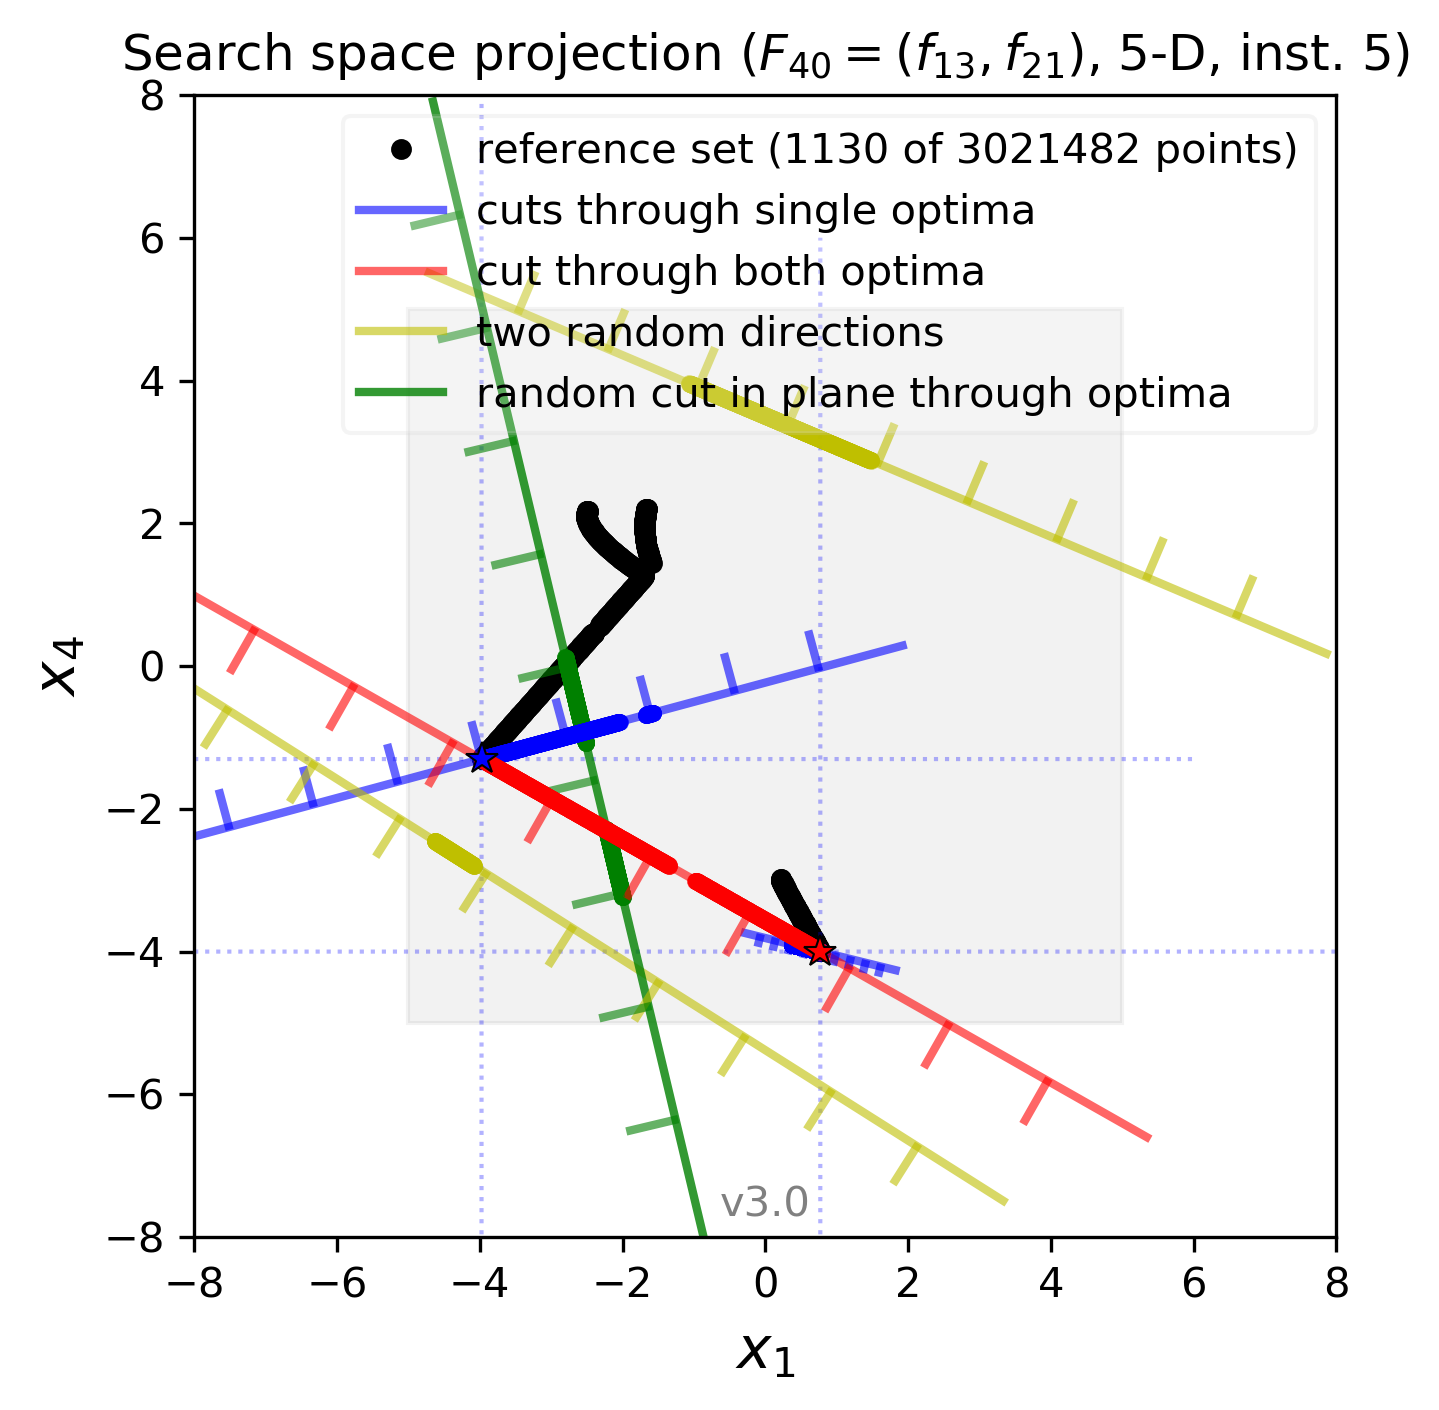 Search space projection (F₄₀ = (f₁₃, f₂₁), 5-D, inst. 5)
reference set (1130 of 3021482 points)
cuts through single optima
cut through both optima
two random directions
random cut in plane through optima
8
6
4
2
0
−2
−4
−6
−8
x₄
v3.0
−8 −6 −4 −2 0 2 4 6 8
x₁